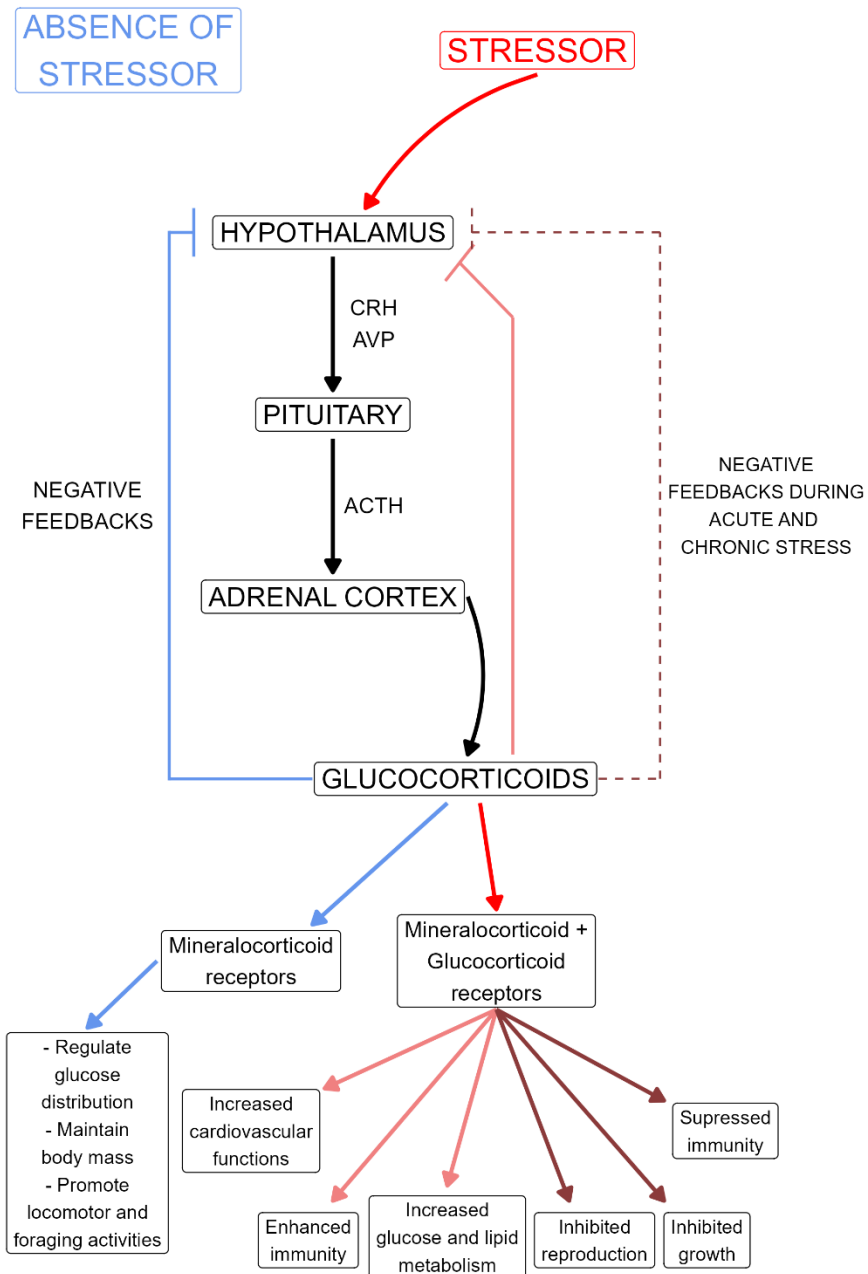 ABSENCE OF
STRESSOR
STRESSOR
HYPOTHALAMUS
CRH
AVP
PITUITARY
NEGATIVE
FEEDBACKS
ACTH
NEGATIVE
FEEDBACKS DURING
ACUTE AND
CHRONIC STRESS
ADRENAL CORTEX
GLUCOCORTICOIDS
Mineralocorticoid
receptors
Mineralocorticoid +
Glucocorticoid
receptors
- Regulate
glucose
distribution
- Maintain
body mass
- Promote
locomotor and
foraging activities
Increased
cardiovascular
functions
Enhanced
immunity
Increased
glucose and lipid
metabolism
Inhibited
reproduction
Inhibited
growth
Supressed
immunity